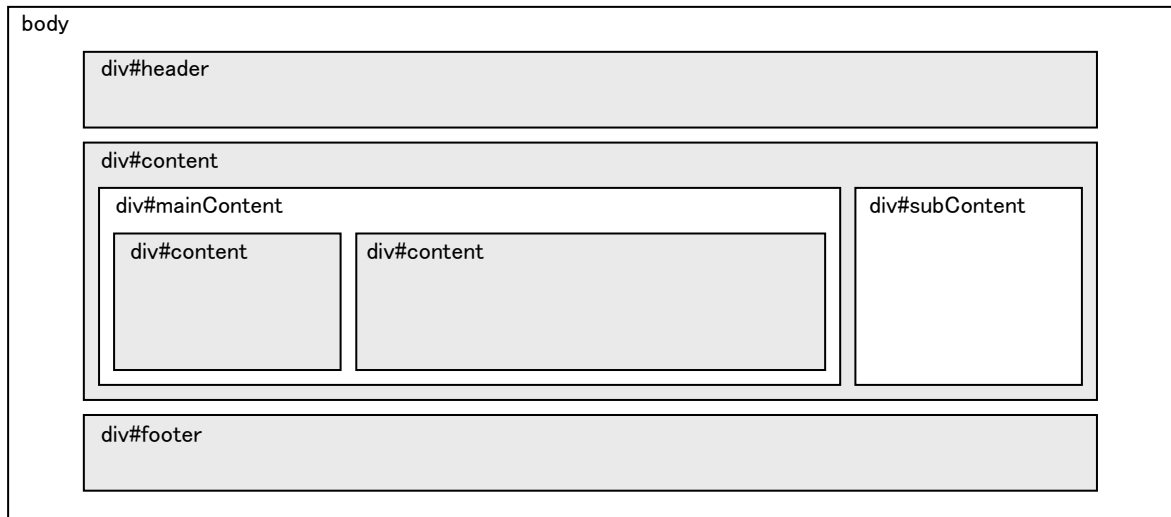 body
div#header
div#content
div#mainContent
div#subContent
div#content
div#content
div#footer